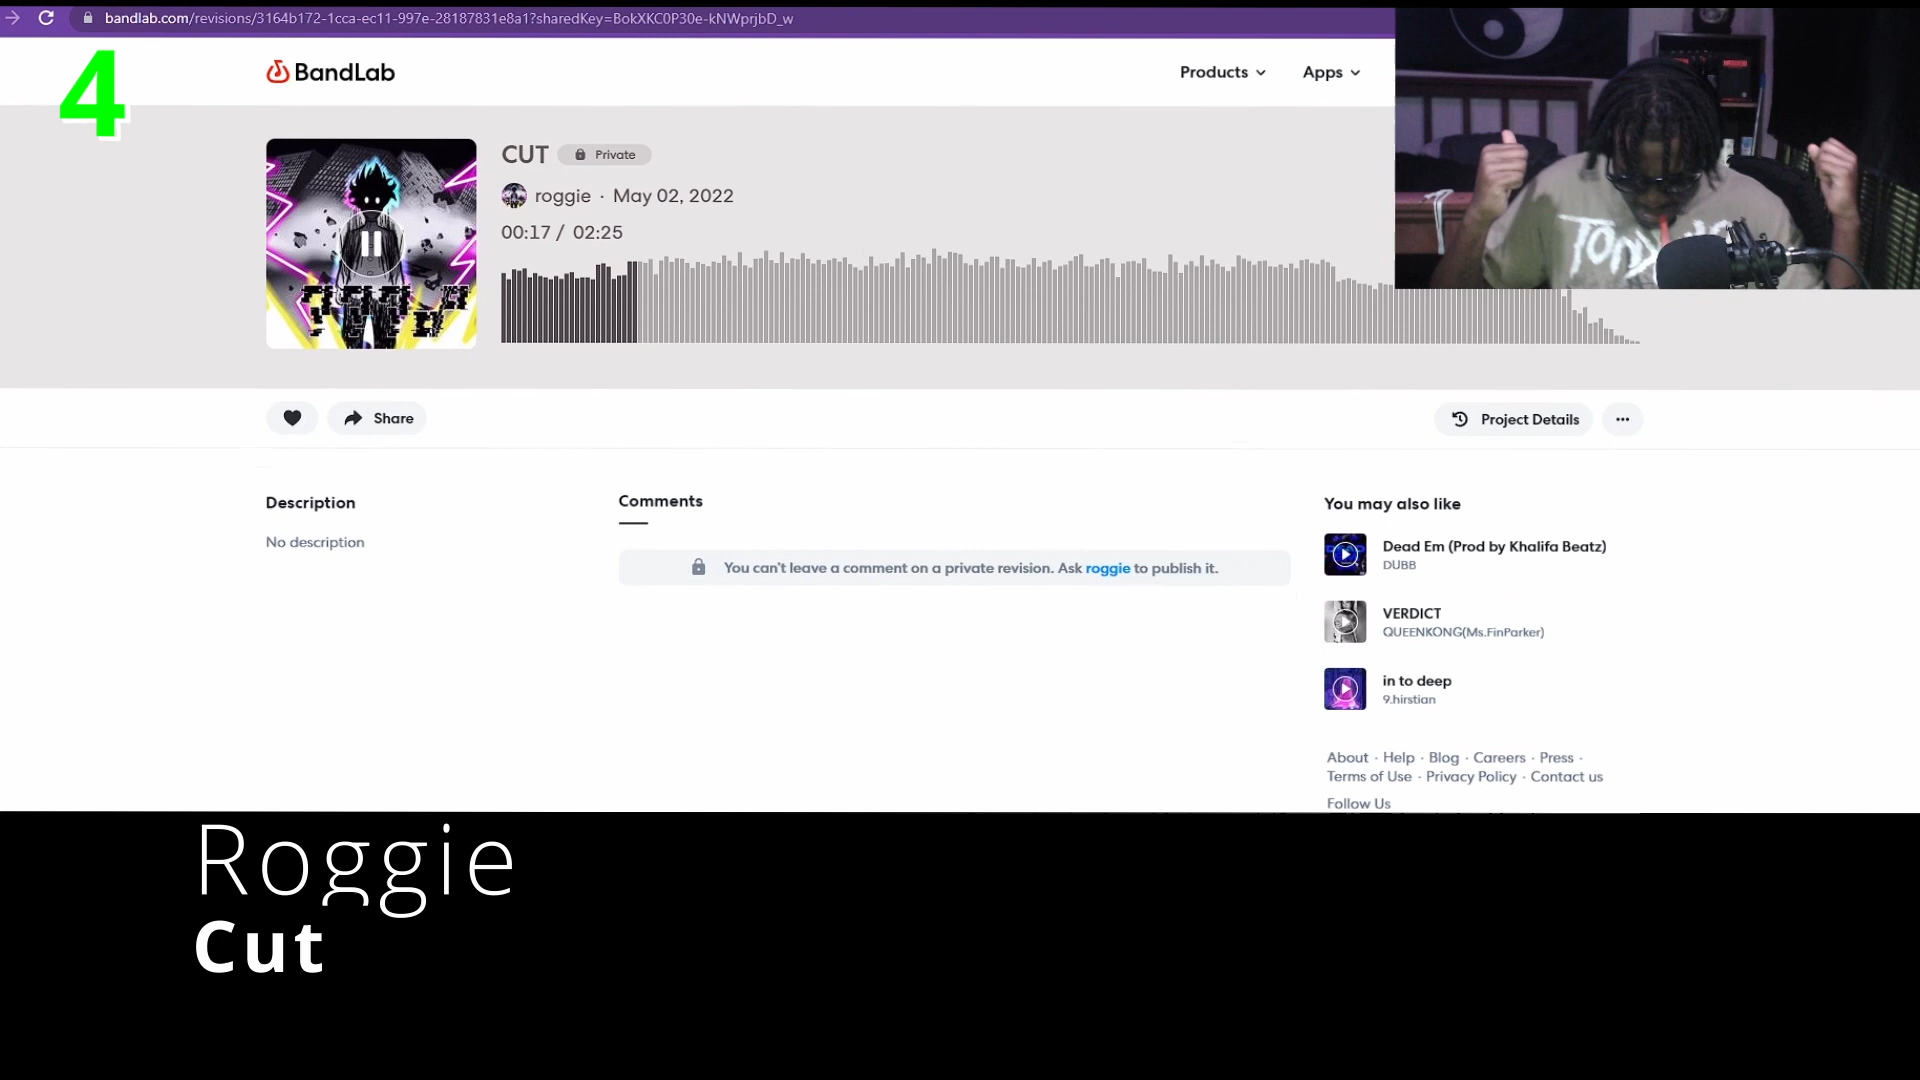 bandlab.com/revisions/3164b172-1cca-ec11-997e-28187831e8a1?sharedKey=BokXKC0P30e-kNWprjbD_w
4
BandLab
Products
Apps
CUT
Private
roggie · May 02, 2022
00:17 / 02:25
Share
Project Details
Description
No description
Comments
You can't leave a comment on a private revision. Ask roggie to publish it.
You may also like
Dead Em (Prod by Khalifa Beatz)
DUBB
VERDICT
QUEENKONG(Ms.FinParker)
in to deep
9.hirstian
About · Help · Blog · Careers · Press ·
Terms of Use · Privacy Policy · Contact us
Follow Us
Roggie
Cut